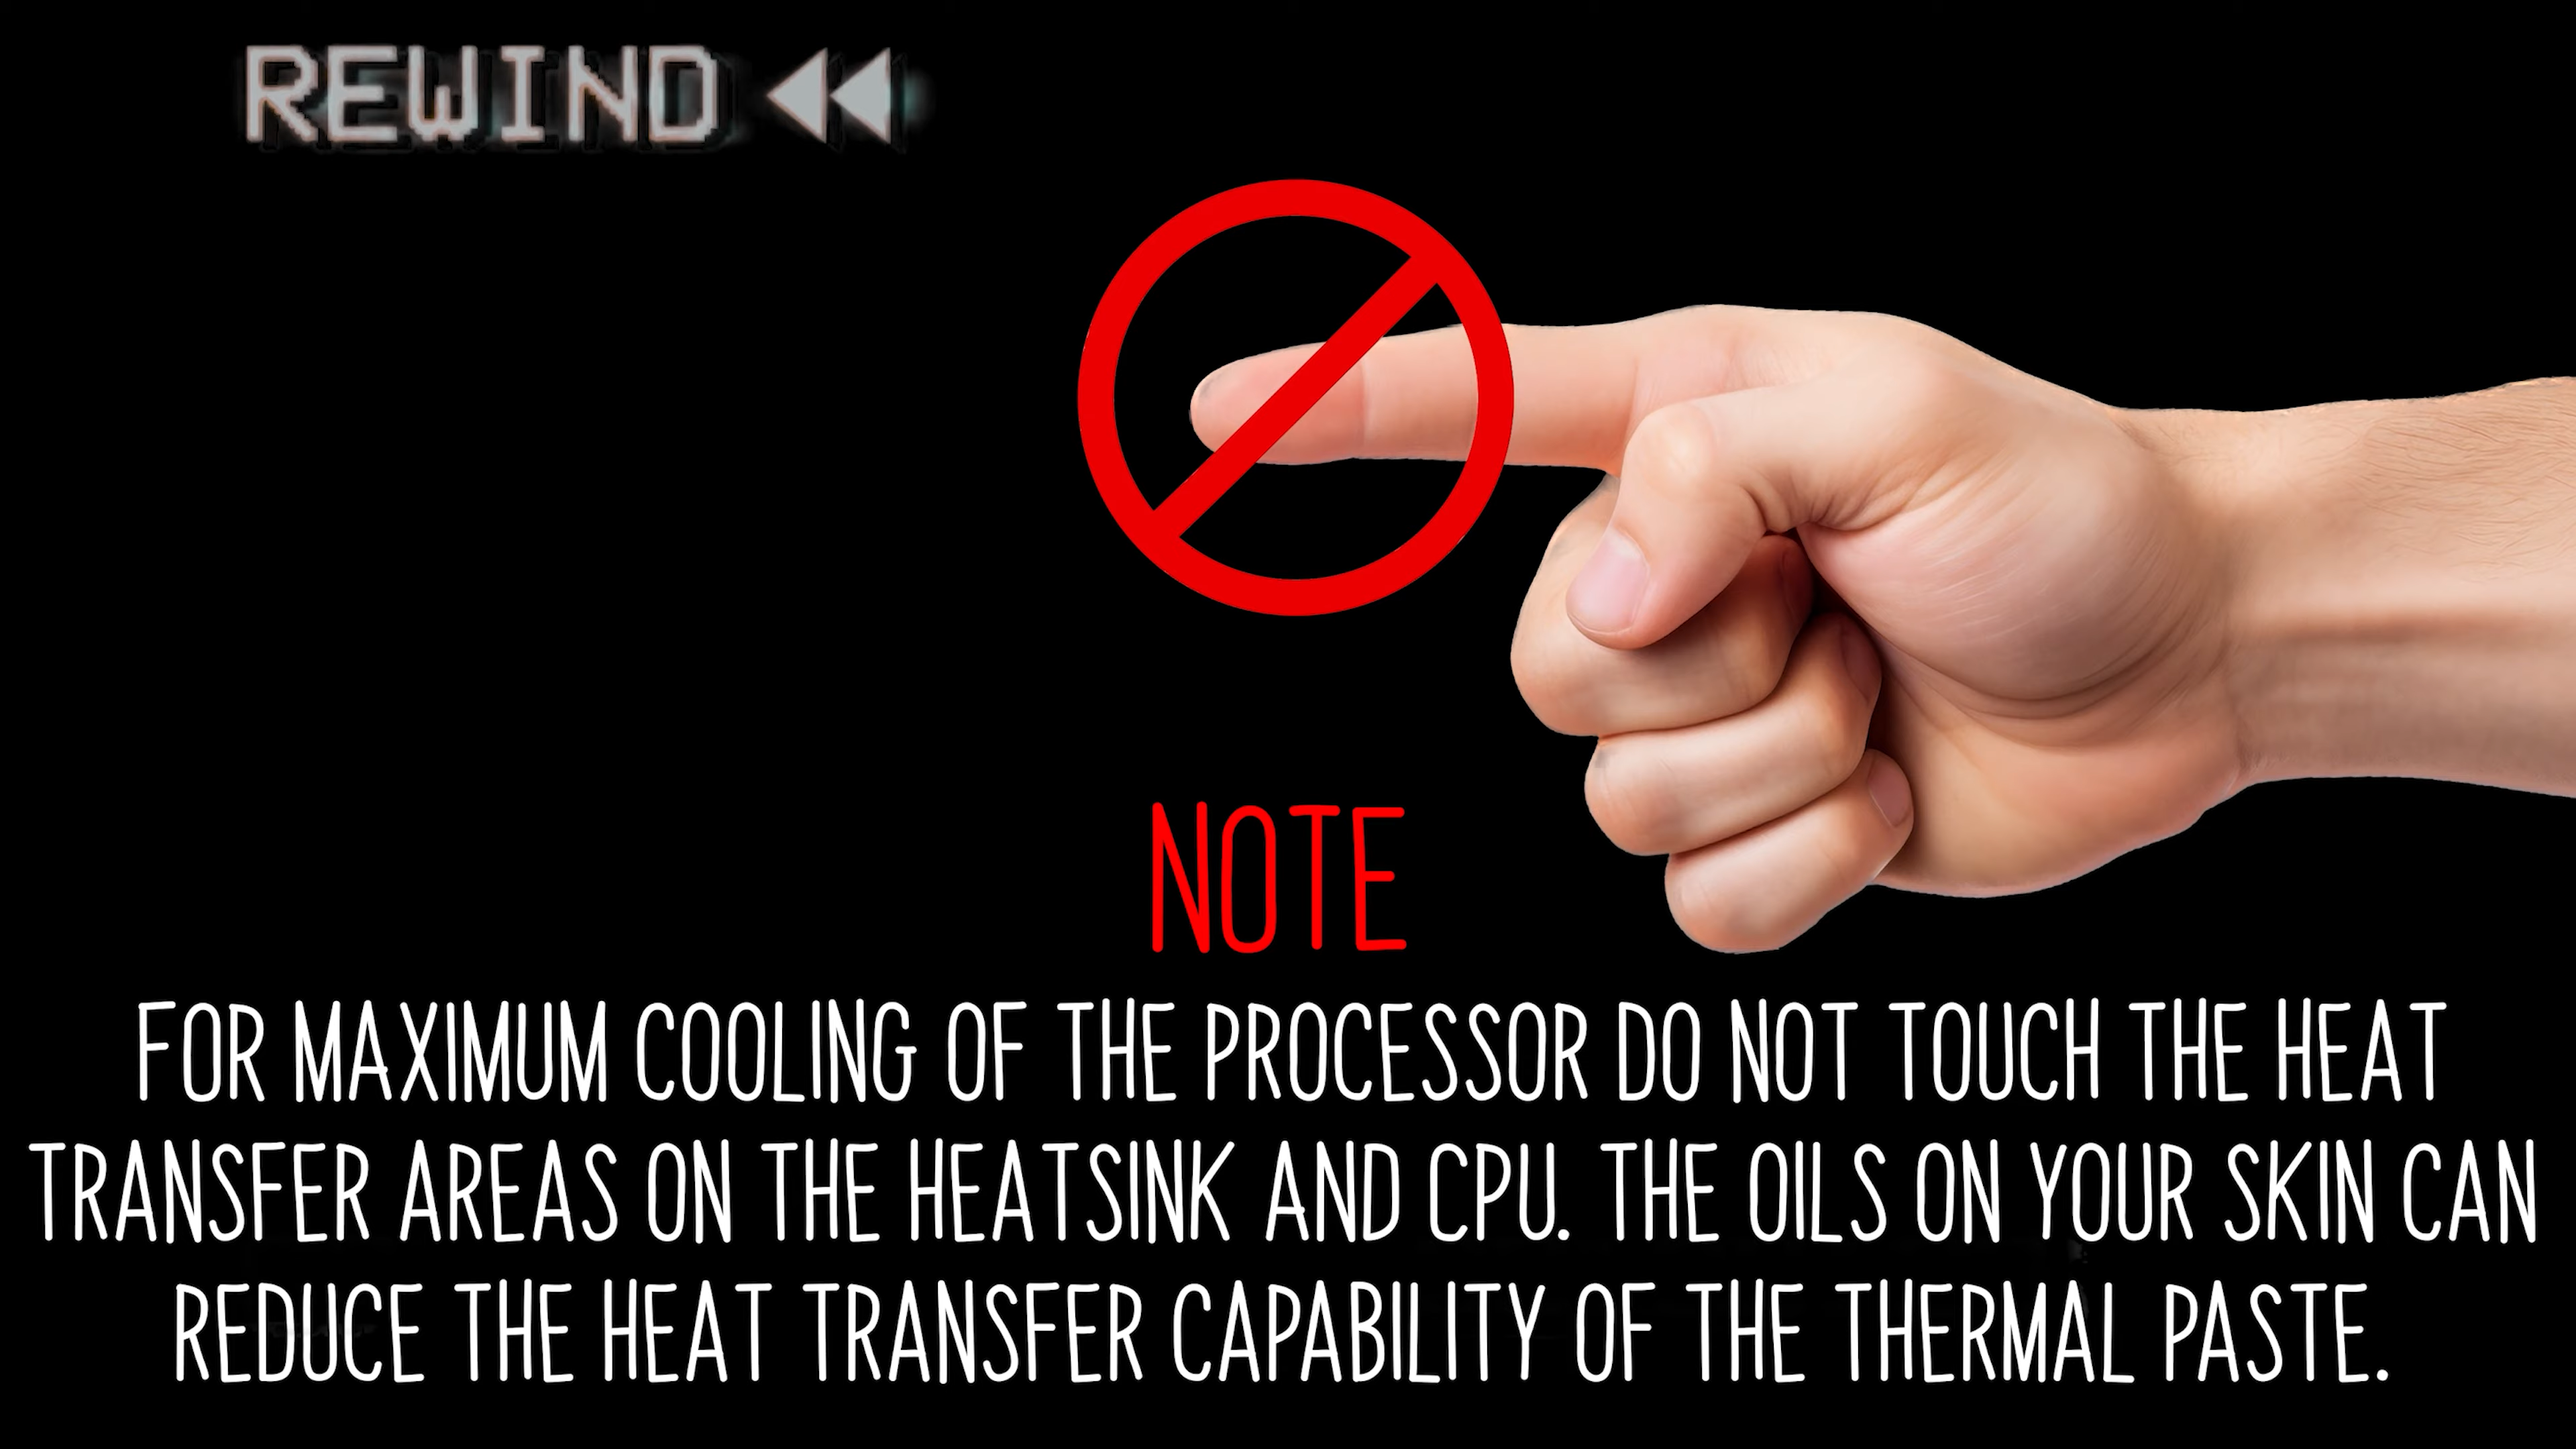 REWIND
NOTE
FOR MAXIMUM COOLING OF THE PROCESSOR DO NOT TOUCH THE HEAT
TRANSFER AREAS ON THE HEATSINK AND CPU. THE OILS ON YOUR SKIN CAN
REDUCE THE HEAT TRANSFER CAPABILITY OF THE THERMAL PASTE.